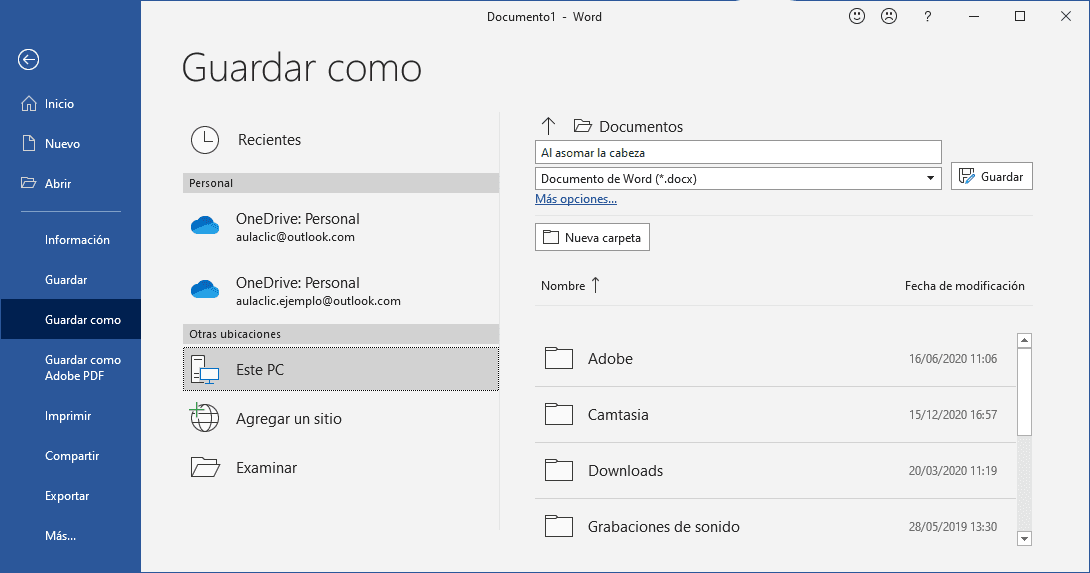 Documento1 - Word
?
Inicio
Nuevo
Abrir
Información
Guardar
Guardar como
Guardar como
Adobe PDF
Imprimir
Compartir
Exportar
Más...
Guardar como
Recientes
Personal
OneDrive: Personal
aulaclic@outlook.com
OneDrive: Personal
aulaclic.ejemplo@outlook.com
Otras ubicaciones
Este PC
Agregar un sitio
Examinar
Documentos
Al asomar la cabeza
Documento de Word (*.docx)
Guardar
Más opciones...
Nueva carpeta
Nombre Fecha de modificación
Adobe 16/06/2020 11:06
Camtasia 15/12/2020 16:57
Downloads 20/03/2020 11:19
Grabaciones de sonido 28/05/2019 13:30